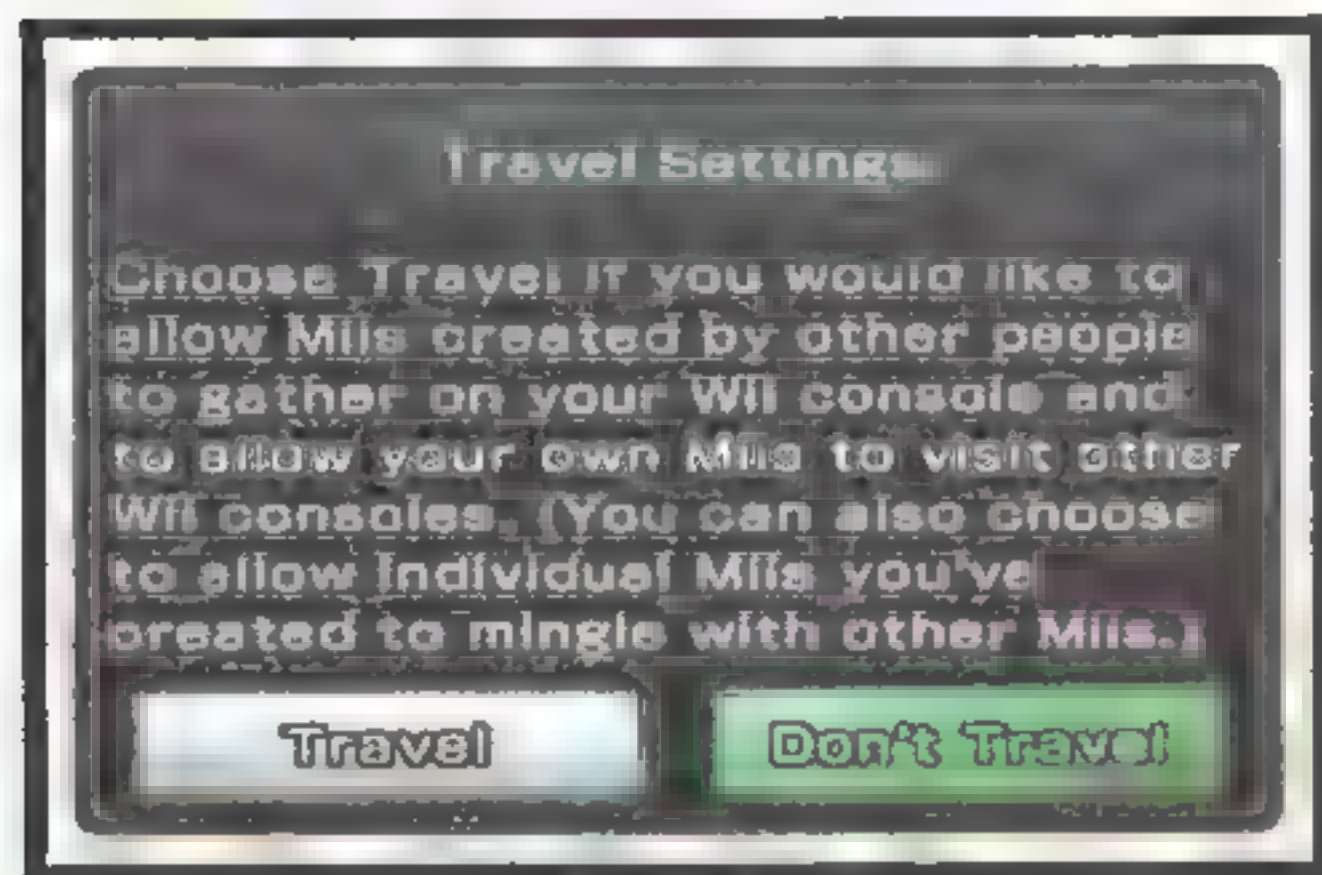 Travel Settings
Choose Travel if you would like to
allow Miis created by other people
to gather on your Wii console and
to allow your own Miis to visit other
Wii consoles. (You can also choose
to allow individual Miis you've
created to mingle with other Miis.)
Travel
Don't Travel